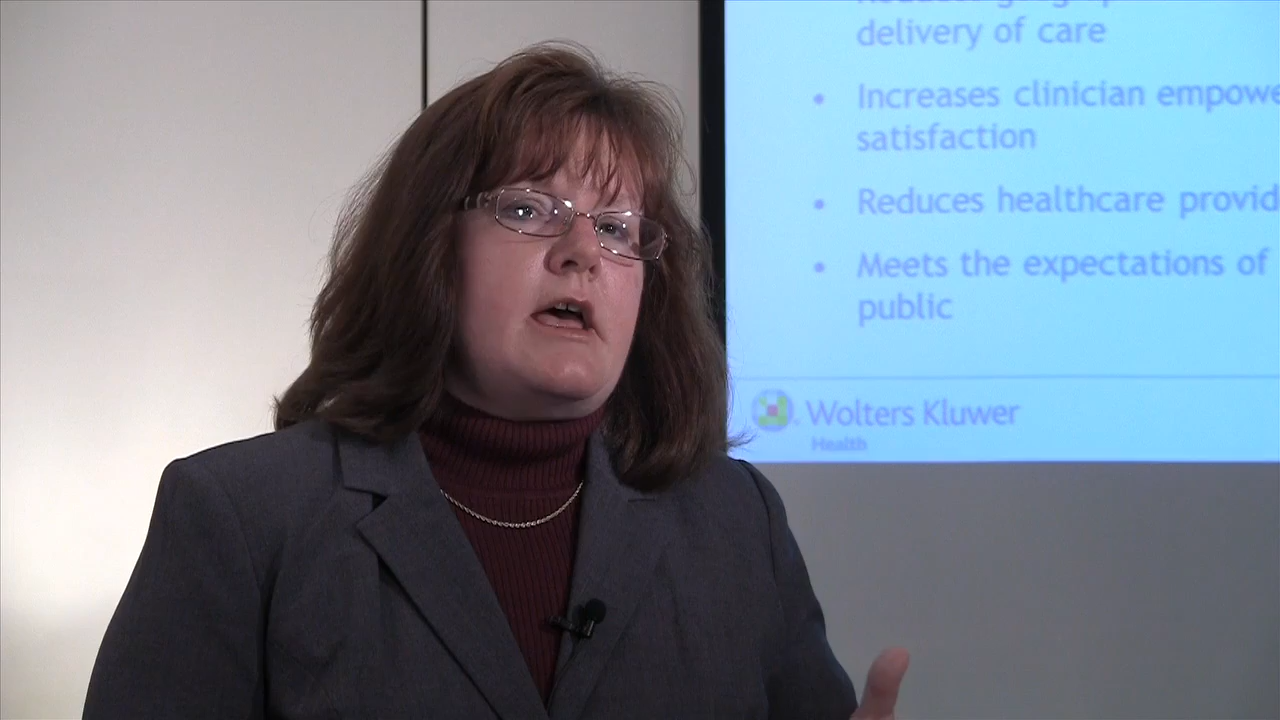 delivery of care
• Increases clinician
satisfaction
• Reduces healthcare
• Meets the expectations of
public
Wolters Kluwer
Health